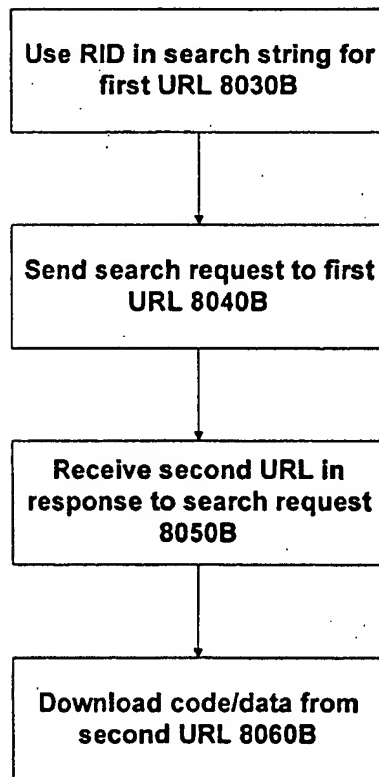 Use RID in search string for
first URL 8030B
Send search request to first
URL 8040B
Receive second URL in
response to search request
8050B
Download code/data from
second URL 8060B